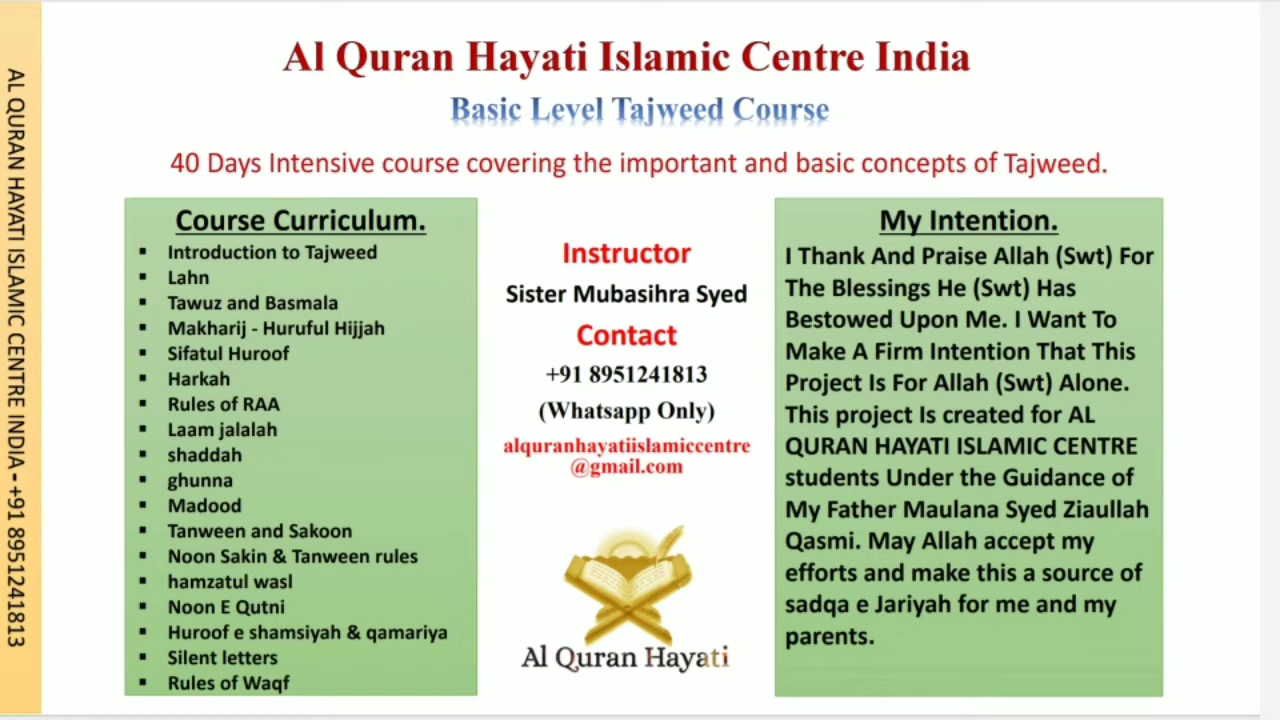 AL QURAN HAYATI ISLAMIC CENTRE INDIA - +91 8951241813
Al Quran Hayati Islamic Centre India
Basic Level Tajweed Course
40 Days Intensive course covering the important and basic concepts of Tajweed.
Course Curriculum.
▪ Introduction to Tajweed
▪ Lahn
▪ Tawuz and Basmala
▪ Makharij - Huruful Hijjah
▪ Sifatul Huroof
▪ Harkah
▪ Rules of RAA
▪ Laam jalalah
▪ shaddah
▪ ghunna
▪ Madood
▪ Tanween and Sakoon
▪ Noon Sakin & Tanween rules
▪ hamzatul wasl
▪ Noon E Qutni
▪ Huroof e shamsiyah & qamariya
▪ Silent letters
▪ Rules of Waqf
Instructor
Sister Mubasihra Syed
Contact
+91 8951241813
(Whatsapp Only)
alquranhayatiislamiccentre
@gmail.com
Al Quran Hayati
My Intention.
I Thank And Praise Allah (Swt) For
The Blessings He (Swt) Has
Bestowed Upon Me. I Want To
Make A Firm Intention That This
Project Is For Allah (Swt) Alone.
This project Is created for AL
QURAN HAYATI ISLAMIC CENTRE
students Under the Guidance of
My Father Maulana Syed Ziaullah
Qasmi. May Allah accept my
efforts and make this a source of
sadqa e Jariyah for me and my
parents.